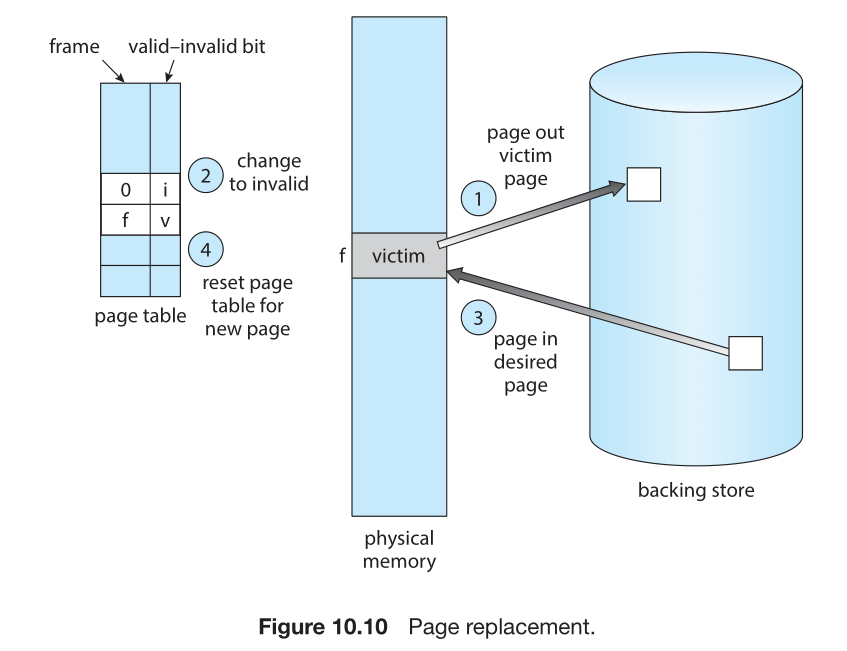 frame
valid–invalid bit
0
i
f
v
2
change
to invalid
4
reset page
table for
new page
page table
f
victim
physical
memory
page out
victim
page
1
3
page in
desired
page
backing store
Figure 10.10 Page replacement.